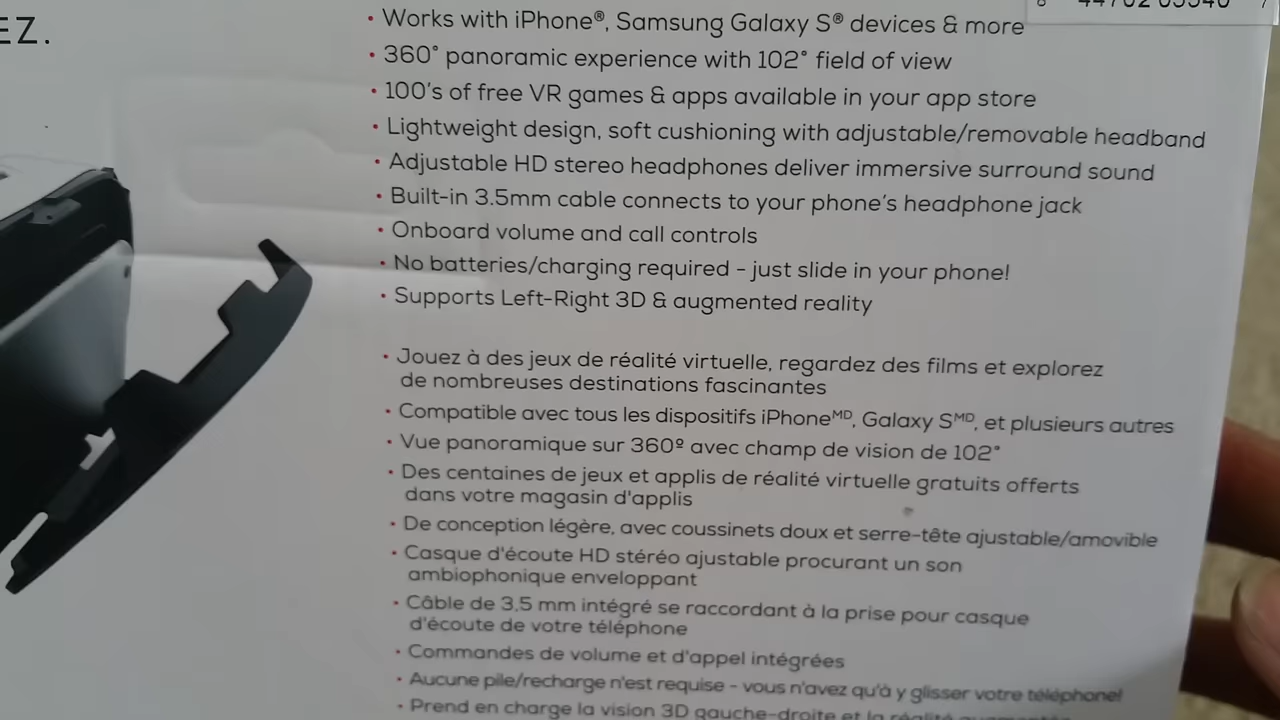 EZ.
• Works with iPhone®, Samsung Galaxy S® devices & more
• 360° panoramic experience with 102° field of view
• 100's of free VR games & apps available in your app store
• Lightweight design, soft cushioning with adjustable/removable headband
• Adjustable HD stereo headphones deliver immersive surround sound
• Built-in 3.5mm cable connects to your phone's headphone jack
• Onboard volume and call controls
• No batteries/charging required - just slide in your phone!
• Supports Left-Right 3D & augmented reality
• Jouez à des jeux de réalité virtuelle, regardez des films et explorez
de nombreuses destinations fascinantes
• Compatible avec tous les dispositifs iPhoneᴹᴰ, Galaxy Sᴹᴰ, et plusieurs autres
• Vue panoramique sur 360º avec champ de vision de 102°
• Des centaines de jeux et applis de réalité virtuelle gratuits offerts
dans votre magasin d'applis
• De conception légère, avec coussinets doux et serre-tête ajustable/amovible
• Casque d'écoute HD stéréo ajustable procurant un son
ambiophonique enveloppant
• Câble de 3.5 mm intégré se raccordant à la prise pour casque
d'écoute de votre téléphone
• Commandes de volume et d'appel intégrées
• Aucune pile/recharge n'est requise - vous n'avez qu'à y glisser votre téléphone!
• Prend en charge la vision 3D gauche-droite et la réalité